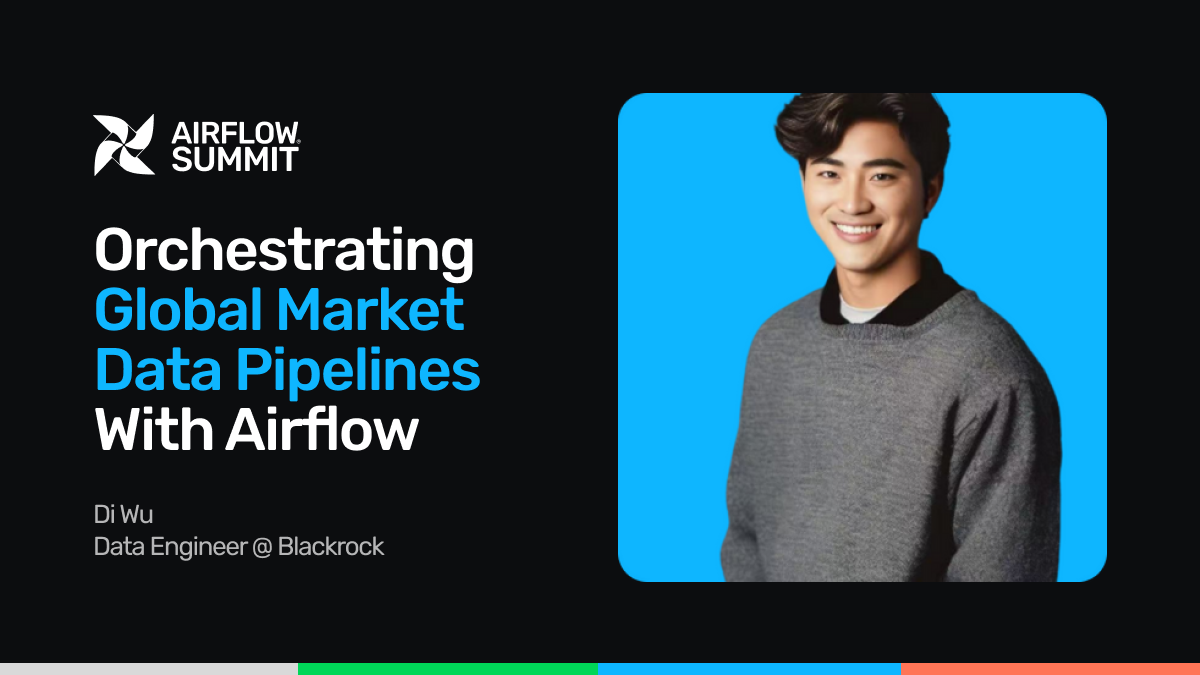 AIRFLOW®
SUMMIT
Orchestrating
Global Market
Data Pipelines
With Airflow
Di Wu
Data Engineer @ Blackrock